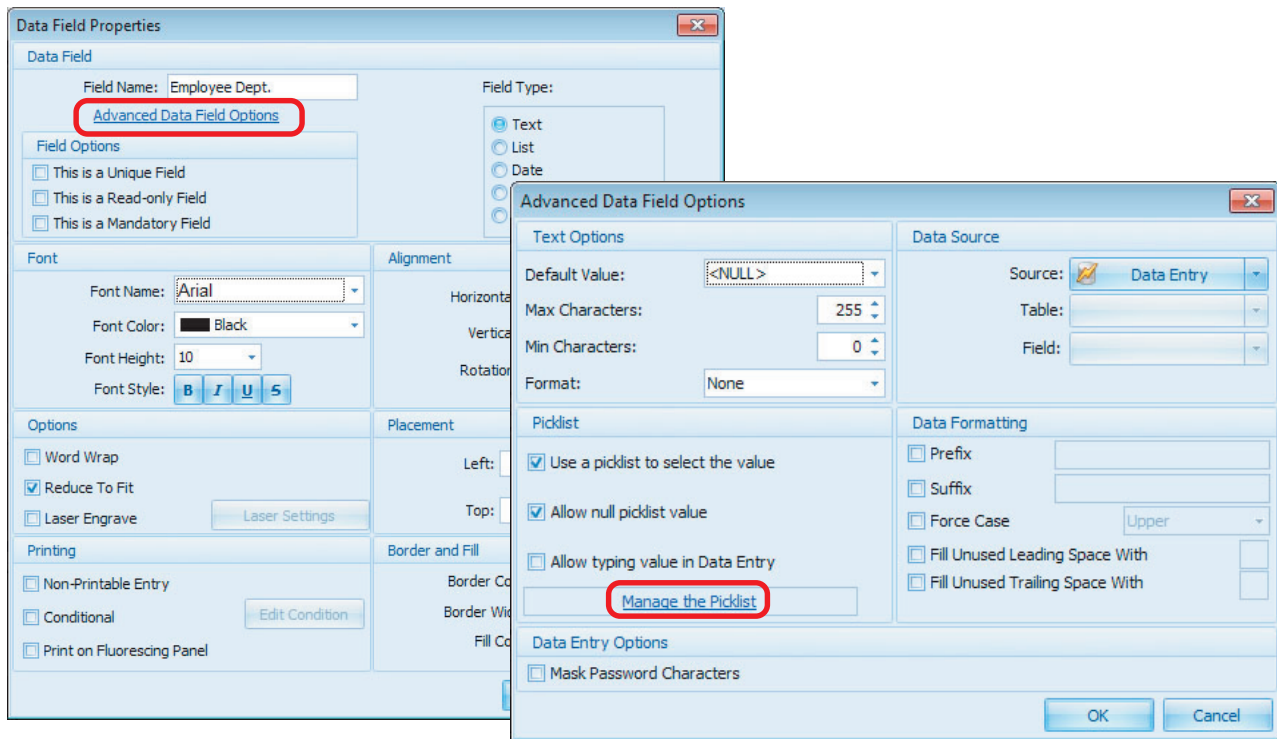 Data Field Properties
Data Field
Field Name: Employee Dept.
Advanced Data Field Options
Field Options
This is a Unique Field
This is a Read-only Field
This is a Mandatory Field
Field Type:
Text
List
Date
Font
Font Name: Arial
Font Color: Black
Font Height: 10
Font Style: B I U S
Alignment
Horizonta
Vertica
Rotation
Options
Word Wrap
Reduce To Fit
Laser Engrave Laser Settings
Placement
Left:
Top:
Printing
Non-Printable Entry
Conditional Edit Condition
Print on Fluorescing Panel
Border and Fill
Border Co
Border Wid
Fill Co
Advanced Data Field Options
Text Options
Default Value: <NULL>
Max Characters: 255
Min Characters: 0
Format: None
Data Source
Source: Data Entry
Table:
Field:
Picklist
Use a picklist to select the value
Allow null picklist value
Allow typing value in Data Entry
Manage the Picklist
Data Formatting
Prefix
Suffix
Force Case Upper
Fill Unused Leading Space With
Fill Unused Trailing Space With
Data Entry Options
Mask Password Characters
OK Cancel